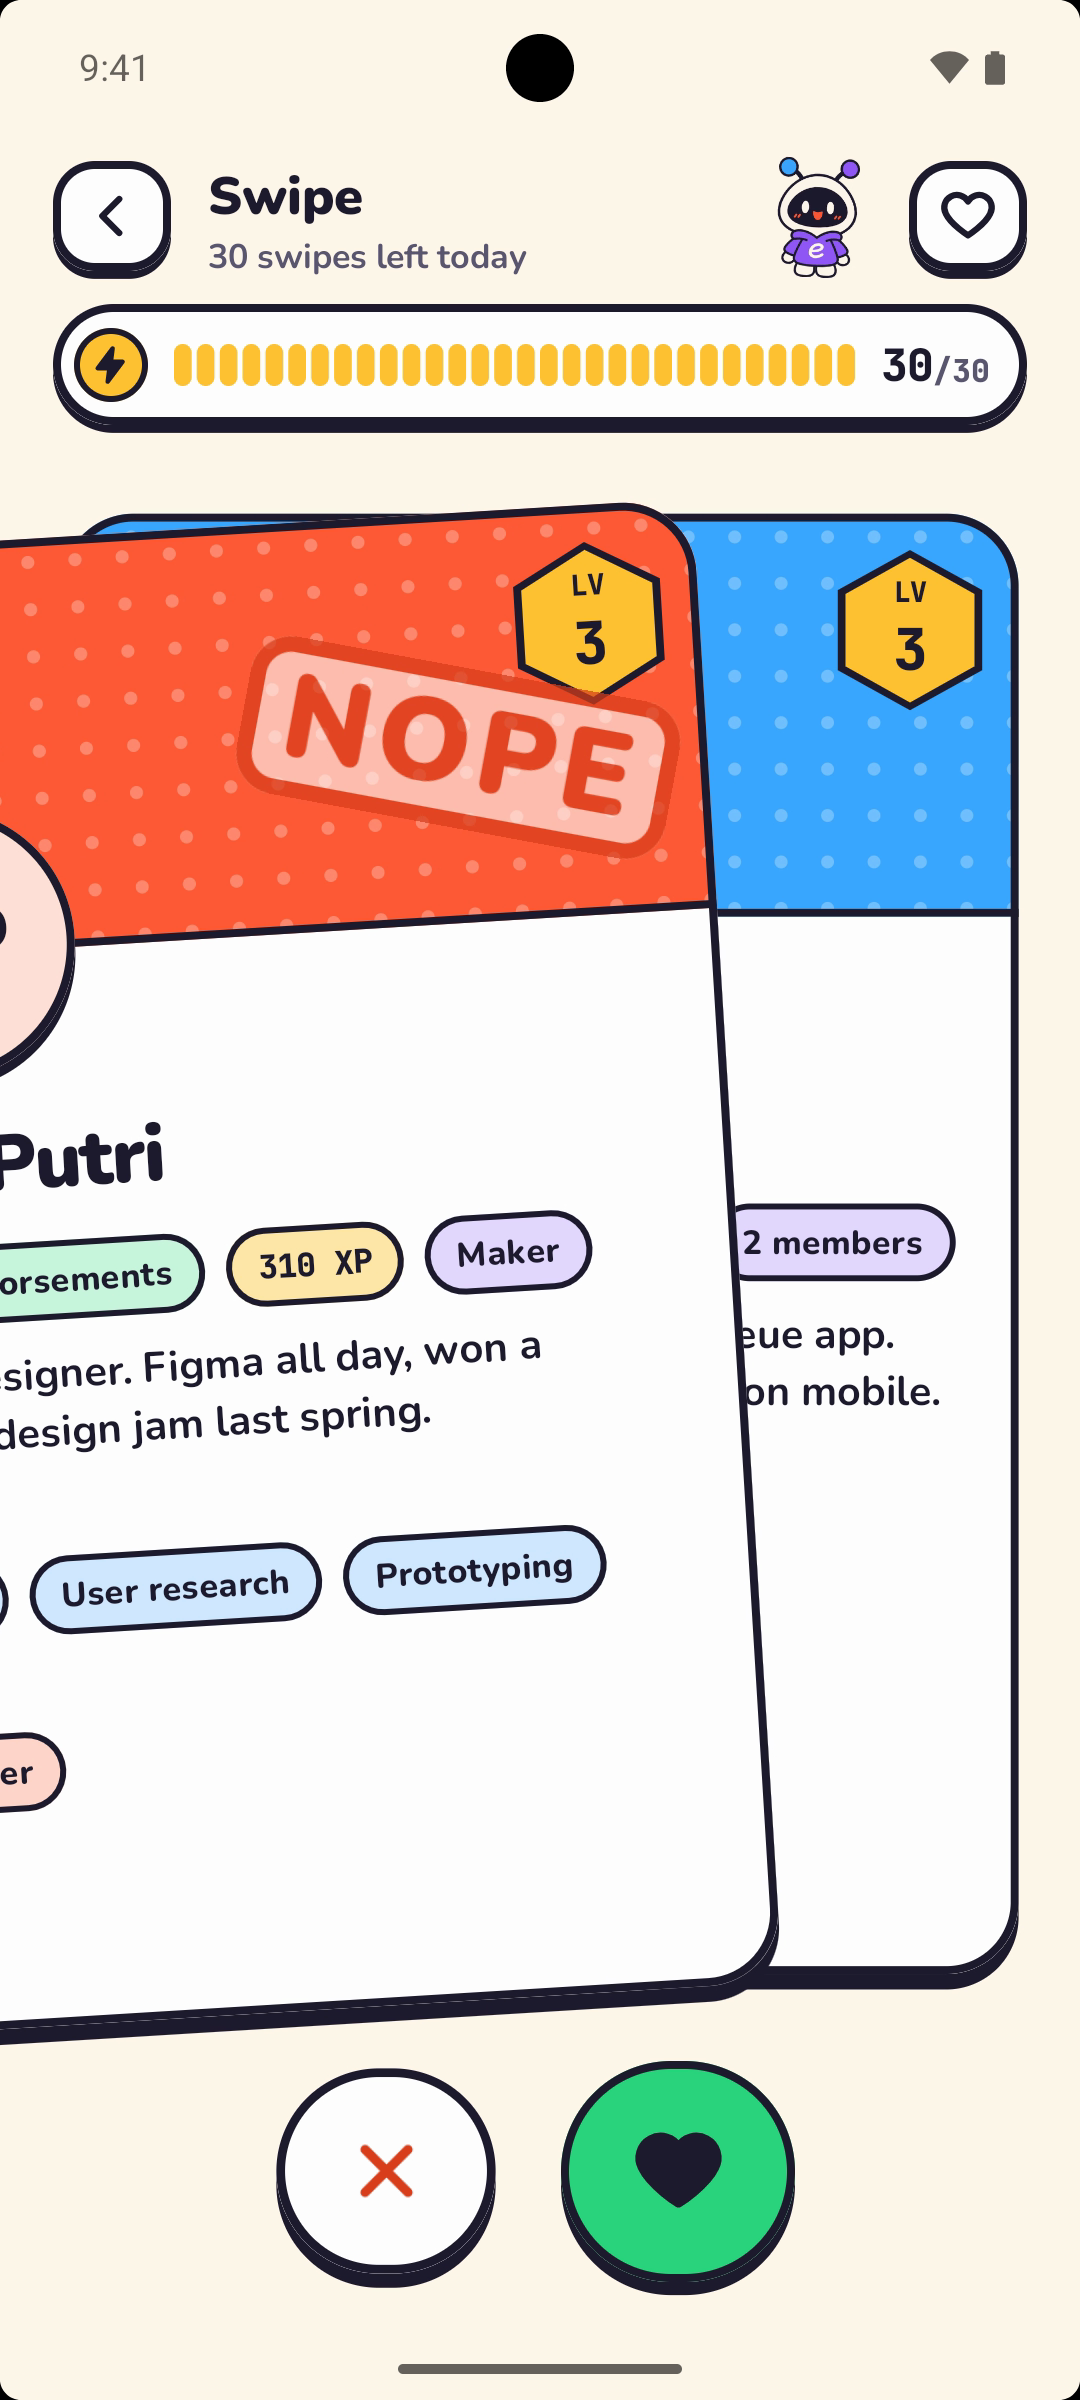 9:41
Swipe
30 swipes left today
e
30/30
LV
3
LV
3
NOPE
Putri
orsements
310 XP
Maker
2 members
signer. Figma all day, won a
design jam last spring.
eue app.
on mobile.
User research
Prototyping
er